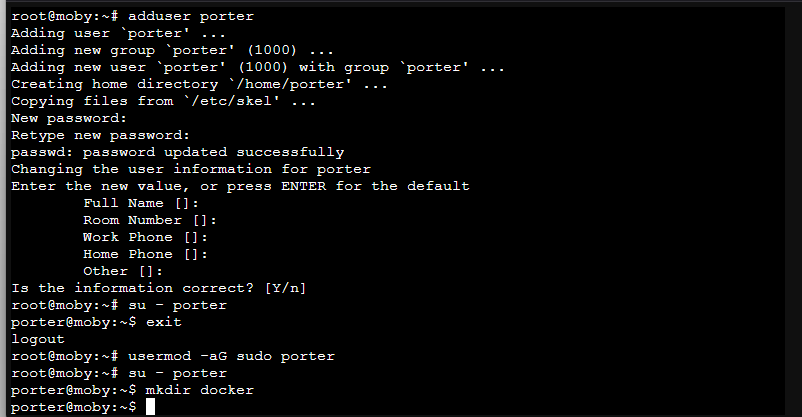 root@moby:~# adduser porter
Adding user `porter' ...
Adding new group `porter' (1000) ...
Adding new user `porter' (1000) with group `porter' ...
Creating home directory `/home/porter' ...
Copying files from `/etc/skel' ...
New password:
Retype new password:
passwd: password updated successfully
Changing the user information for porter
Enter the new value, or press ENTER for the default
        Full Name []:
        Room Number []:
        Work Phone []:
        Home Phone []:
        Other []:
Is the information correct? [Y/n]
root@moby:~# su - porter
porter@moby:~$ exit
logout
root@moby:~# usermod -aG sudo porter
root@moby:~# su - porter
porter@moby:~$ mkdir docker
porter@moby:~$